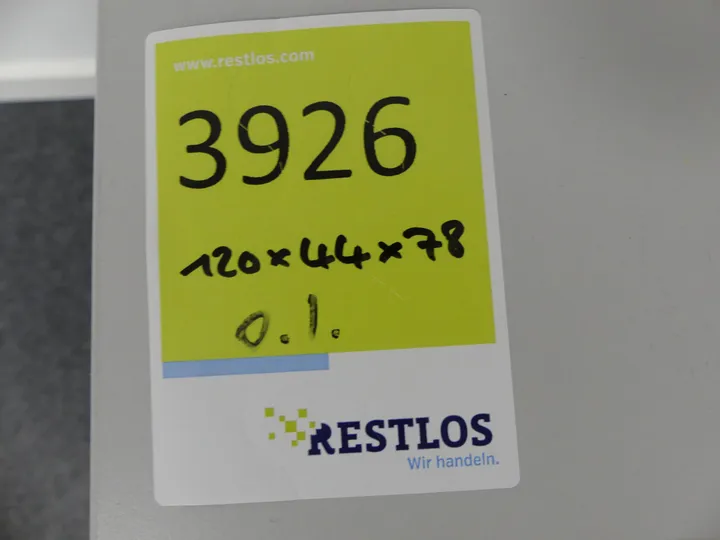 www.restlos.com
3926
120x44x78
0.1.
RESTLOS
Wir handeln.